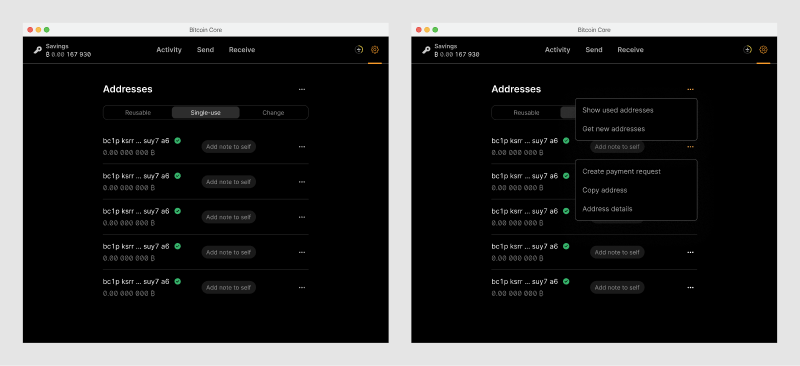 Bitcoin Core
Savings
₿ 0.00 167 930
Activity
Send
Receive
Addresses
Reusable
Single-use
Change
bc1p ksrr ... suy7 a6
0.00 000 000 ₿
Add note to self
bc1p ksrr ... suy7 a6
0.00 000 000 ₿
Add note to self
bc1p ksrr ... suy7 a6
0.00 000 000 ₿
Add note to self
bc1p ksrr ... suy7 a6
0.00 000 000 ₿
Add note to self
bc1p ksrr ... suy7 a6
0.00 000 000 ₿
Add note to self
Bitcoin Core
Savings
₿ 0.00 167 930
Activity
Send
Receive
Addresses
Reusable
Show used addresses
Get new addresses
bc1p ksrr ... suy7 a6
0.00 000 000 ₿
Add note to self
Create payment request
Copy address
Address details
bc1p ksrr ... suy7 a6
0.00 000 000 ₿
bc1p ksrr ... suy7 a6
0.00 000 000 ₿
bc1p ksrr ... suy7 a6
0.00 000 000 ₿
Add note to self
bc1p ksrr ... suy7 a6
0.00 000 000 ₿
Add note to self